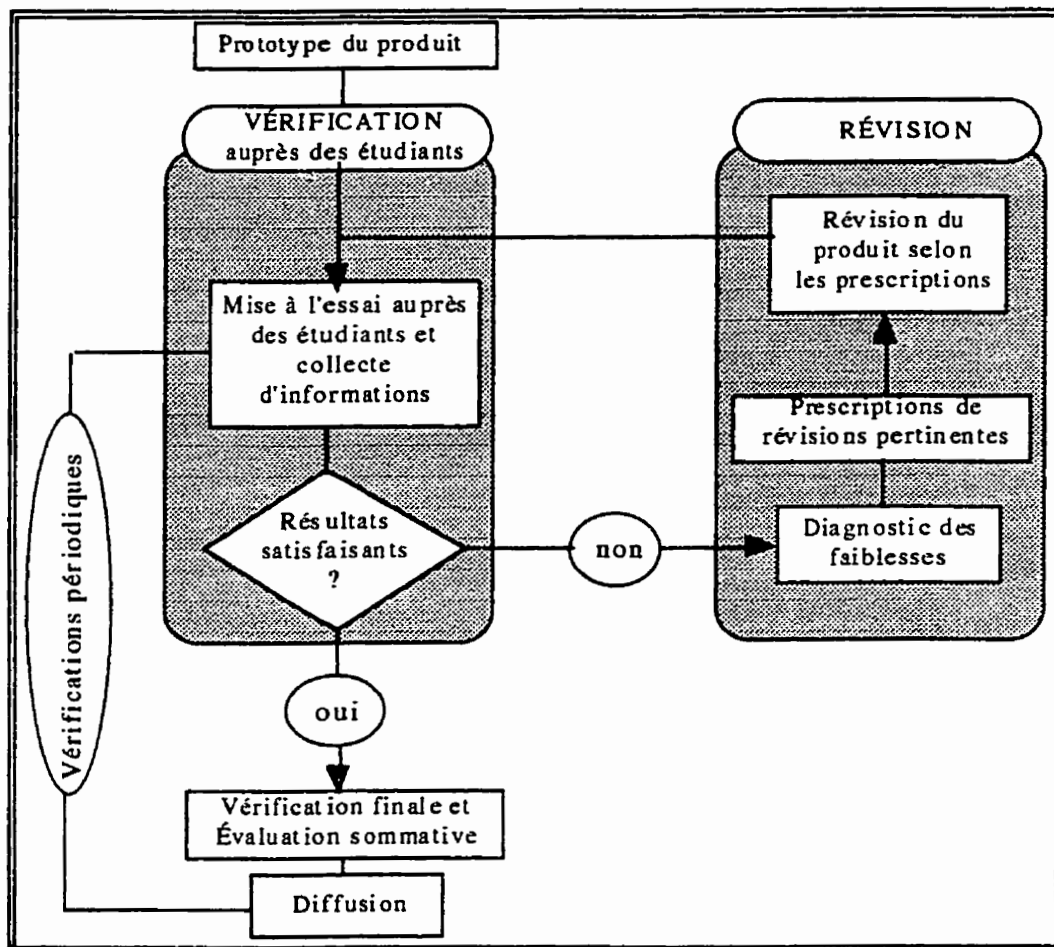 Prototype du produit
VÉRIFICATION
auprès des étudiants
Mise à l'essai auprès
des étudiants et
collecte
d'informations
Résultats
satisfaisants
?
non
oui
Vérification finale et
Évaluation sommative
Diffusion
Vérifications périodiques
RÉVISION
Révision du
produit selon
les prescriptions
Prescriptions de
révisions pertinentes
Diagnostic des
faiblesses